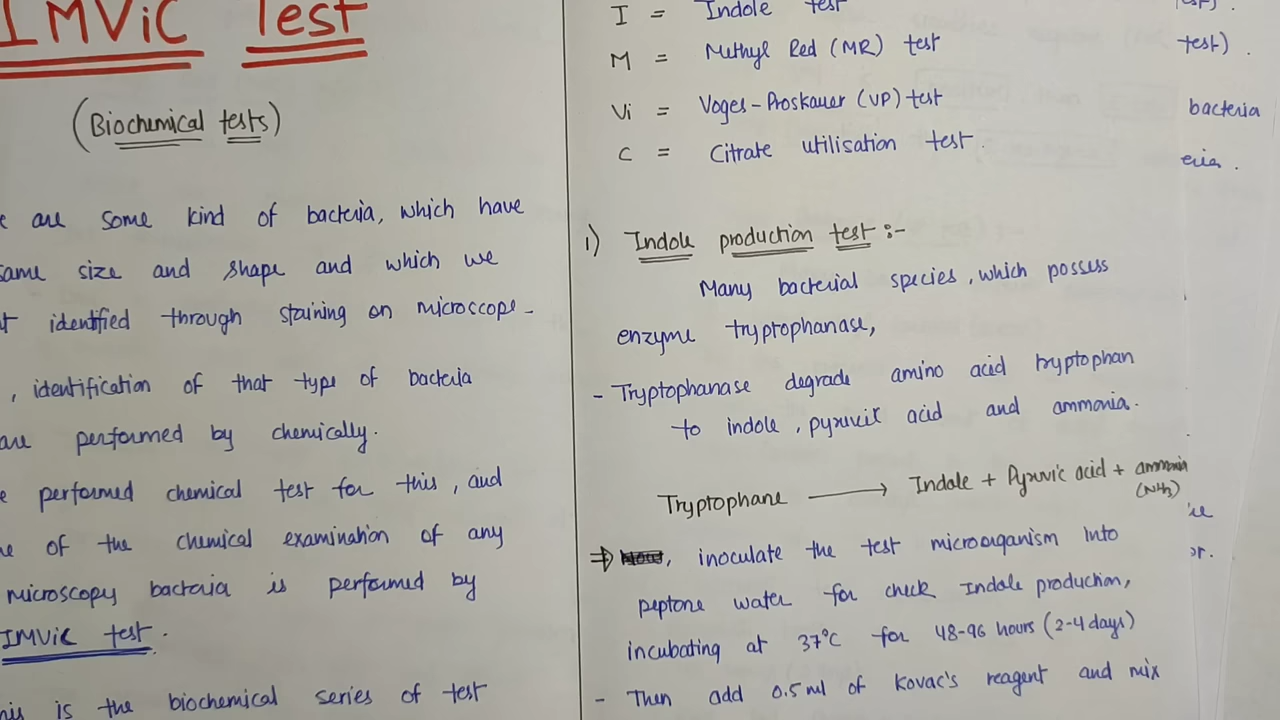 IMViC Test
(Biochemical tests)
are some kind of bacteria, which have
same size and shape and which we
identified through staining on microscope-
, identification of that type of bacteria
are performed by chemically.
performed chemical test for this, and
of the chemical examination of any
microscopy bacteria is performed by
IMViC test.
is the biochemical series of test
I = Indole test
M = Methyl Red (MR) test
Vi = Voges-Proskauer (VP) test
C = Citrate utilisation test.
1) Indole production test :-
Many bacterial species, which possess
enzyme tryptophanase,
- Tryptophanase degrade amino acid tryptophan
to indole, pyruvic acid and ammonia.
Tryptophane → Indole + Pyruvic acid + ammonia
(NH3)
⇒ , inoculate the test microorganism into
peptone water for check Indole production,
incubating at 37°C for 48-96 hours (2-4 days)
- Then add 0.5 ml of Kovac's reagent and mix
test).
test).
bacteria